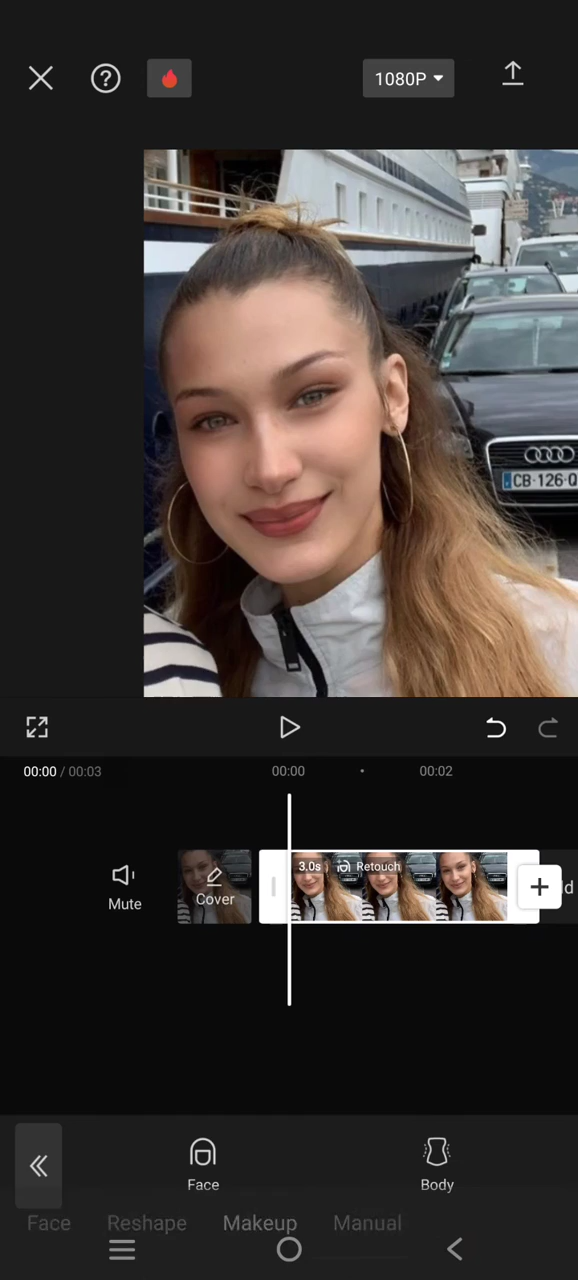 1080P
CB-126-Q
00:00 / 00:03
00:00
00:02
3.0s
Retouch
Mute
Cover
Face
Body
Face
Reshape
Makeup
Manual